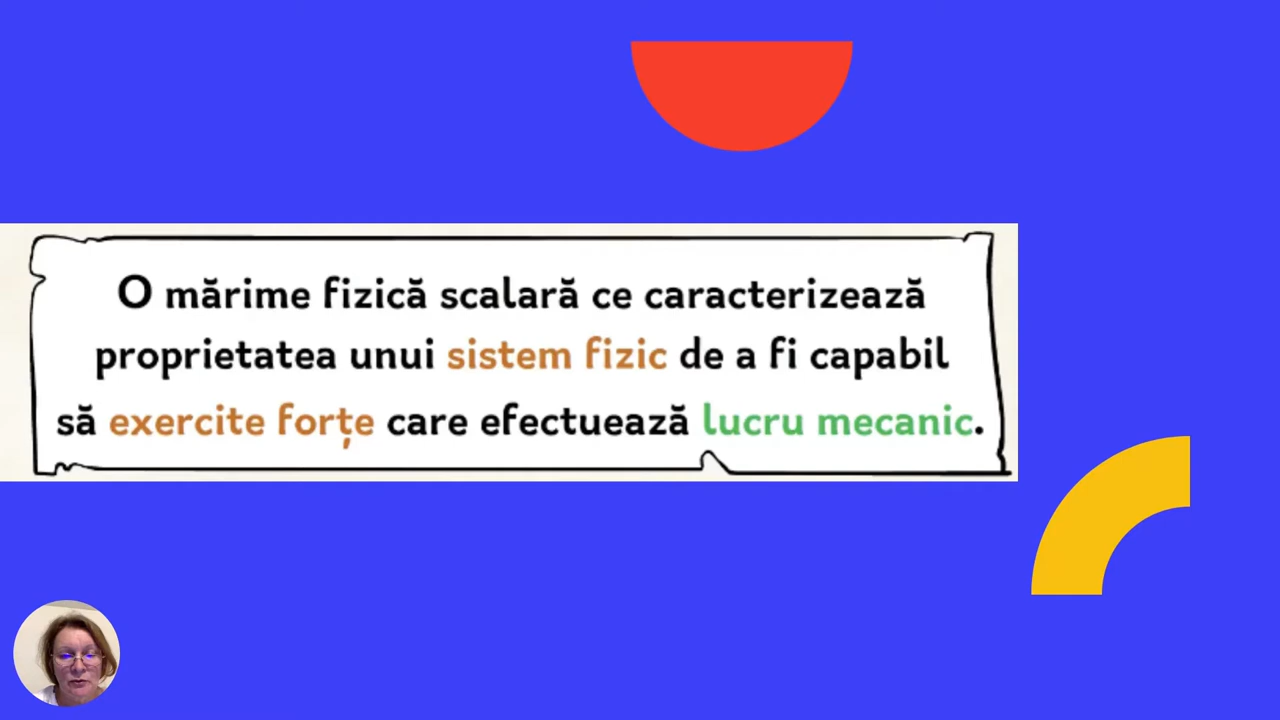 O mărime fizică scalară ce caracterizează
proprietatea unui sistem fizic de a fi capabil
să exercite forțe care efectuează lucru mecanic.